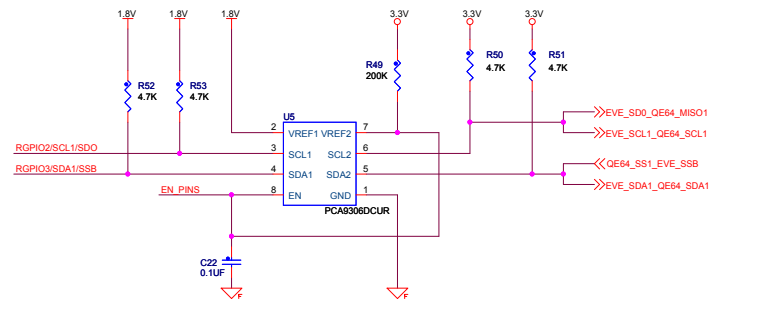 1.8V 1.8V 1.8V 3.3V 3.3V 3.3V
R52
4.7K
R53
4.7K
R49
200K
R50
4.7K
R51
4.7K
U5
2 VREF1 VREF2 7
3 SCL1 SCL2 6
4 SDA1 SDA2 5
8 EN GND 1
PCA9306DCUR
RGPIO2/SCL1/SDO
RGPIO3/SDA1/SSB
EN_PINS
EVE_SD0_QE64_MISO1
EVE_SCL1_QE64_SCL1
QE64_SS1_EVE_SSB
EVE_SDA1_QE64_SDA1
C22
0.1UF
F
F